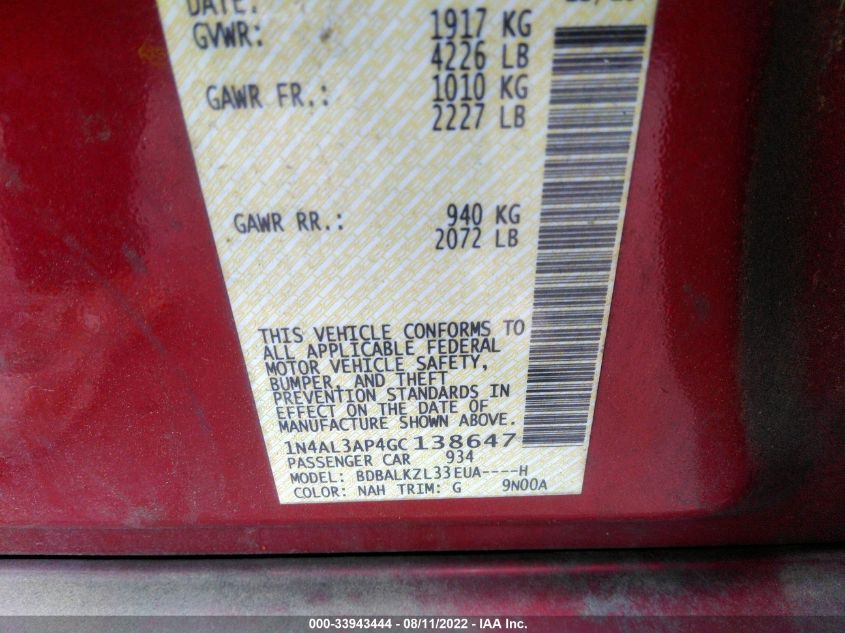 DATE:
GVWR: 1917 KG
4226 LB
GAWR FR.: 1010 KG
2227 LB
GAWR RR.: 940 KG
2072 LB
THIS VEHICLE CONFORMS TO
ALL APPLICABLE FEDERAL
MOTOR VEHICLE SAFETY,
BUMPER, AND THEFT
PREVENTION STANDARDS IN
EFFECT ON THE DATE OF
MANUFACTURE SHOWN ABOVE.
1N4AL3AP4GC138647
PASSENGER CAR 934
MODEL: BDBALKZL33EUA----H
COLOR: NAH TRIM: G 9N00A
000-33943444 - 08/11/2022 - IAA Inc.